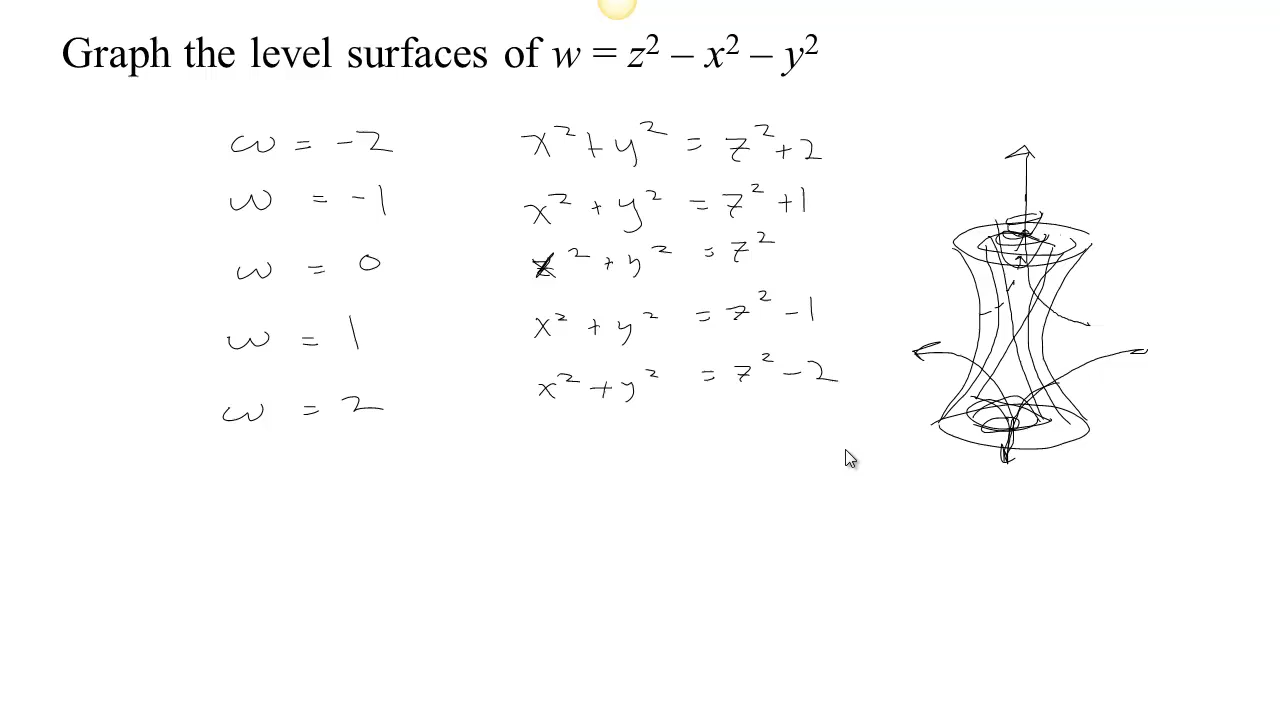 Graph the level surfaces of w = z² – x² – y²
w = -2 x² + y² = z² + 2
w = -1 x² + y² = z² + 1
w = 0 x² + y² = z²
w = 1 x² + y² = z² - 1
w = 2 x² + y² = z² - 2